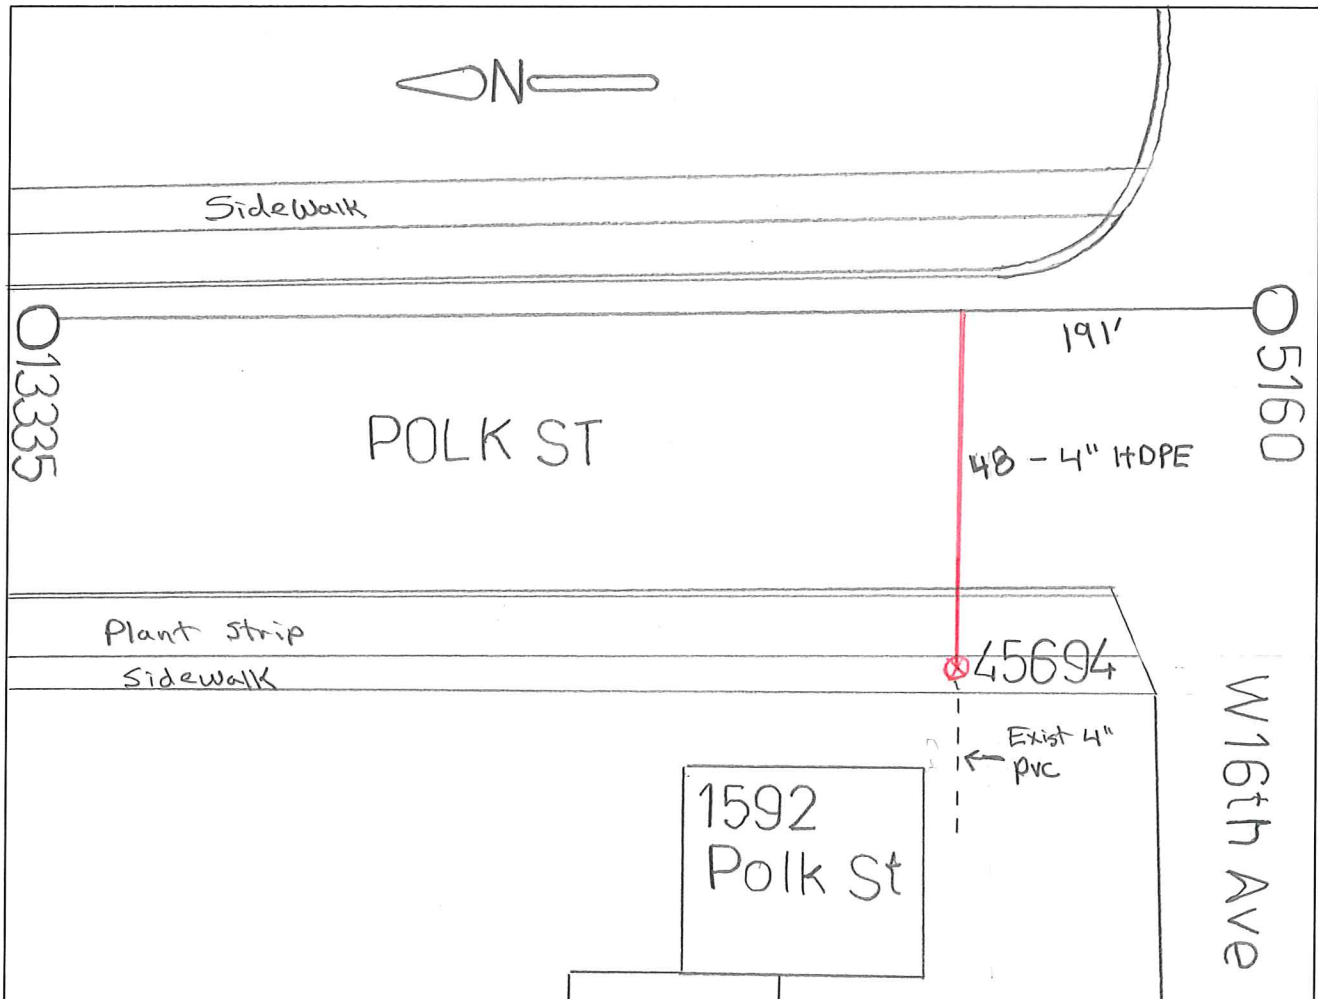 N
Sidewalk
191'
13335
5160
POLK ST
48 - 4" HDPE
Plant Strip
Sidewalk
45694
Exist 4"
PVC
1592
Polk St
W 16th Ave